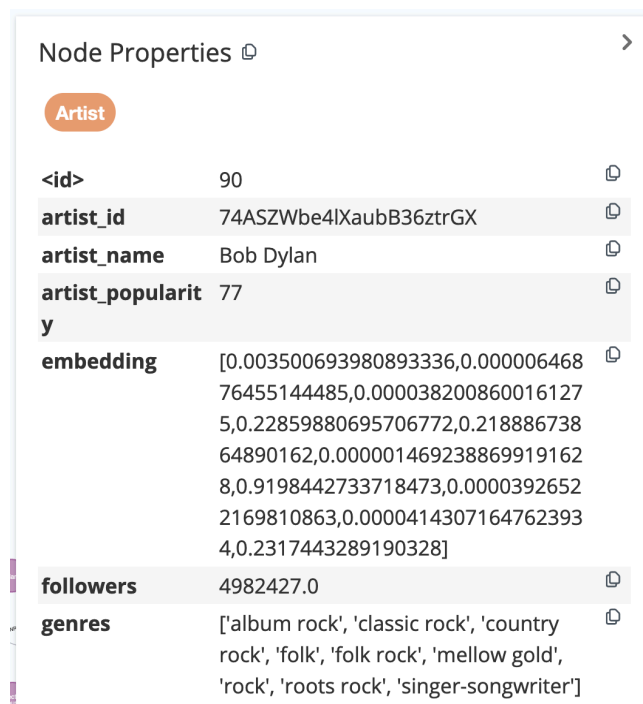 Node Properties
Artist
<id> 90
artist_id 74ASZWbe4lXaubB36ztrGX
artist_name Bob Dylan
artist_popularit 77
y
embedding [0.003500693980893336,0.000006468
76455144485,0.00003820086001612​7
5,0.22859880695706772,0.218886738
64890162,0.000001469238869919162
8,0.9198442733718473,0.0000392652
2169810863,0.0000414307164762393
4,0.2317443289190328]
followers 4982427.0
genres ['album rock', 'classic rock', 'country
rock', 'folk', 'folk rock', 'mellow gold',
'rock', 'roots rock', 'singer-songwriter']